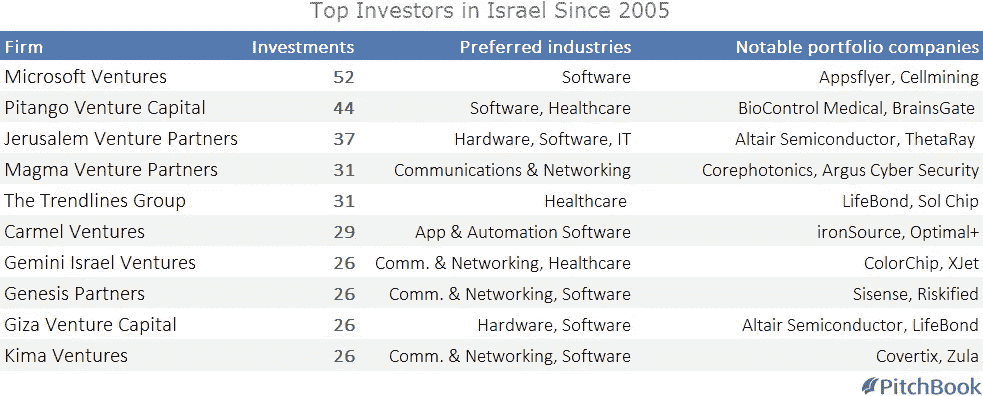 Top Investors in Israel Since 2005
Firm Investments Preferred industries Notable portfolio companies
Microsoft Ventures 52 Software Appsflyer, Cellmining
Pitango Venture Capital 44 Software, Healthcare BioControl Medical, BrainsGate
Jerusalem Venture Partners 37 Hardware, Software, IT Altair Semiconductor, ThetaRay
Magma Venture Partners 31 Communications & Networking Corephotonics, Argus Cyber Security
The Trendlines Group 31 Healthcare LifeBond, Sol Chip
Carmel Ventures 29 App & Automation Software ironSource, Optimal+
Gemini Israel Ventures 26 Comm. & Networking, Healthcare ColorChip, XJet
Genesis Partners 26 Comm. & Networking, Software Sisense, Riskified
Giza Venture Capital 26 Hardware, Software Altair Semiconductor, LifeBond
Kima Ventures 26 Comm. & Networking, Software Covertix, Zula
PitchBook